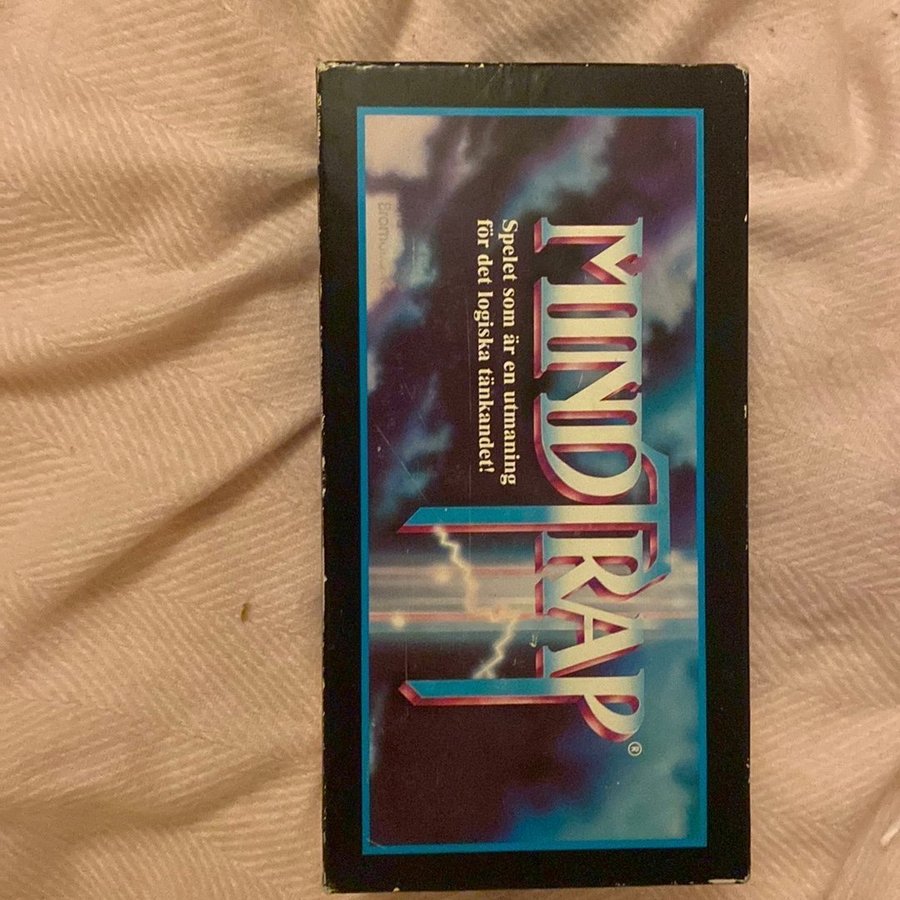 MINDTRAP®
Spelet som är en utmaning
för det logiska tänkandet!